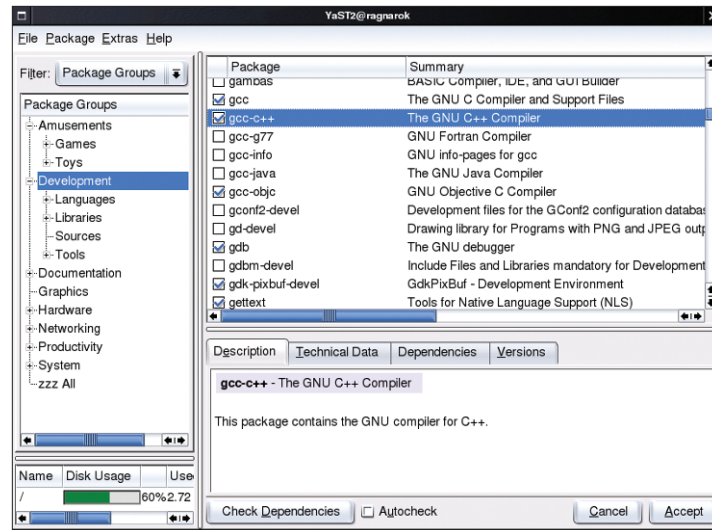 YaST2@ragnarok
File Package Extras Help
Filter: Package Groups
Package Groups
Amusements
Games
Toys
Development
Languages
Libraries
Sources
Tools
Documentation
Graphics
Hardware
Networking
Productivity
System
zzz All
Name Disk Usage Use
/ 60% 2.72
Package Summary
gambas BASIC Compiler, IDE, and GUI Builder
gcc The GNU C Compiler and Support Files
gcc-c++ The GNU C++ Compiler
gcc-g77 GNU Fortran Compiler
gcc-info GNU info-pages for gcc
gcc-java The GNU Java Compiler
gcc-objc GNU Objective C Compiler
gconf2-devel Development files for the GConf2 configuration databas
gd-devel Drawing library for Programs with PNG and JPEG outp
gdb The GNU debugger
gdbm-devel Include Files and Libraries mandatory for Development
gdk-pixbuf-devel GdkPixBuf - Development Environment
gettext Tools for Native Language Support (NLS)
Description Technical Data Dependencies Versions
gcc-c++ - The GNU C++ Compiler
This package contains the GNU compiler for C++.
Check Dependencies Autocheck Cancel Accept